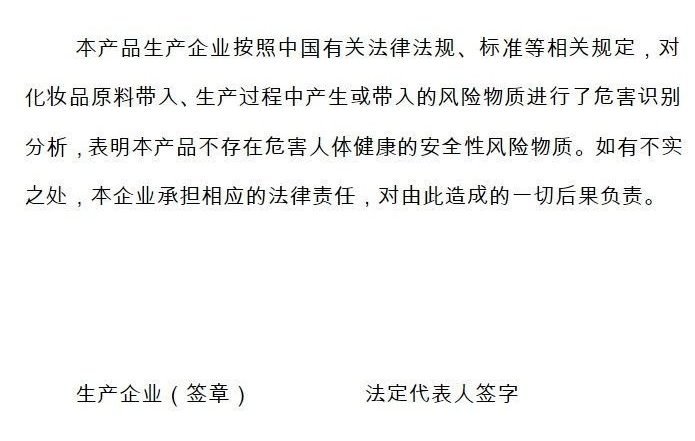 本产品生产企业按照中国有关法律法规、标准等相关规定，对
化妆品原料带入、生产过程中产生或带入的风险物质进行了危害识别
分析，表明本产品不存在危害人体健康的安全性风险物质。如有不实
之处，本企业承担相应的法律责任，对由此造成的一切后果负责。
生产企业（签章） 法定代表人签字